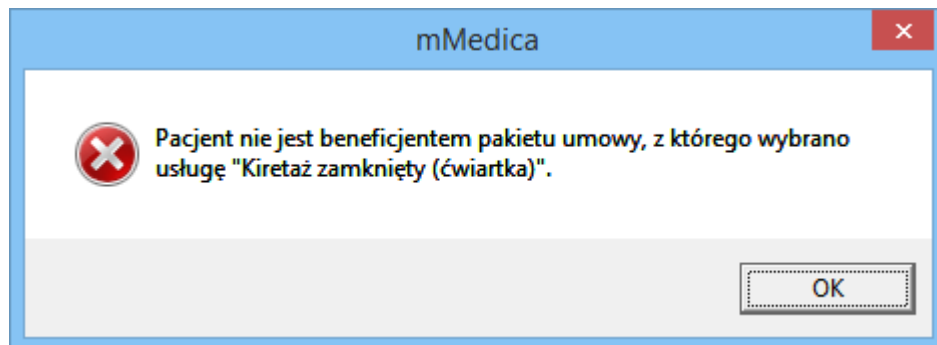 mMedica
Pacjent nie jest beneficjentem pakietu umowy, z którego wybrano
usługę "Kiretaż zamknięty (ćwiartka)".
OK